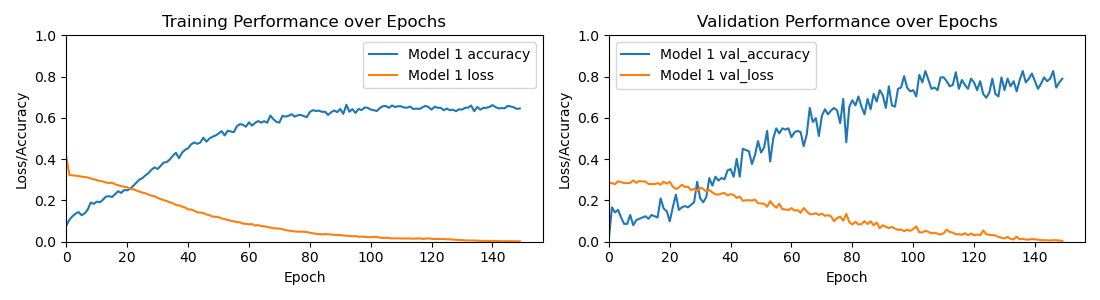 Training Performance over Epochs
1.0
0.8
0.6
0.4
0.2
0.0
Loss/Accuracy
Model 1 accuracy
Model 1 loss
0 20 40 60 80 100 120 140
Epoch
Validation Performance over Epochs
1.0
0.8
0.6
0.4
0.2
0.0
Loss/Accuracy
Model 1 val_accuracy
Model 1 val_loss
0 20 40 60 80 100 120 140
Epoch